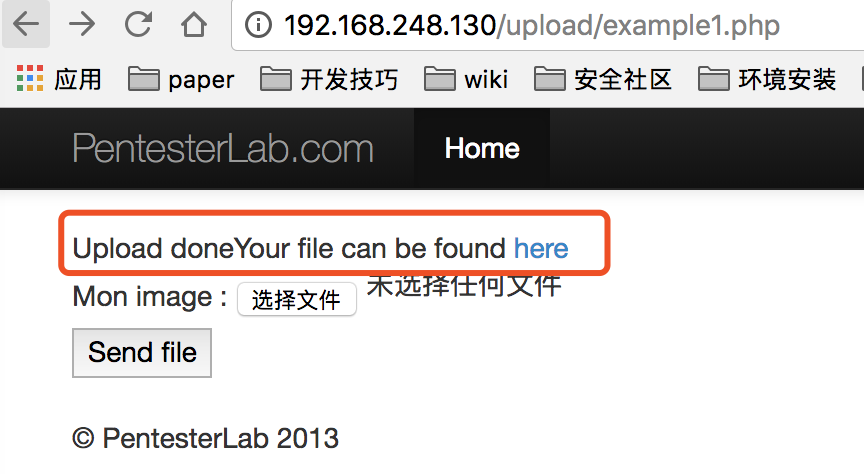 192.168.248.130/upload/example1.php
应用 paper 开发技巧 wiki 安全社区 环境安装
PentesterLab.com Home
Upload doneYour file can be found here
Mon image : 选择文件 未选择任何文件
Send file
© PentesterLab 2013